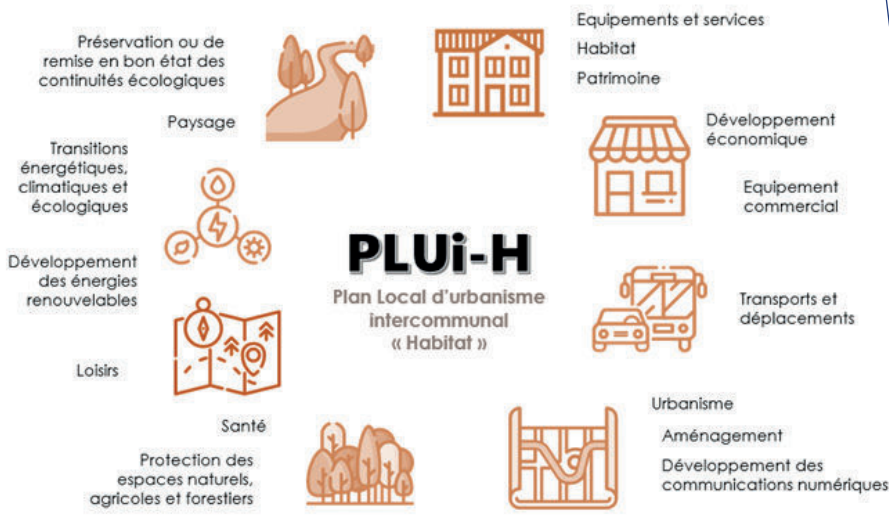 Préservation ou de
remise en bon état des
continuités écologiques
Paysage
Transitions
énergétiques,
climatiques et
écologiques
Développement
des énergies
renouvelables
Loisirs
Santé
Protection des
espaces naturels,
agricoles et forestiers
PLUi-H
Plan Local d'urbanisme
intercommunal
« Habitat »
Equipements et services
Habitat
Patrimoine
Développement
économique
Equipement
commercial
Transports et
déplacements
Urbanisme
Aménagement
Développement des
communications numériques